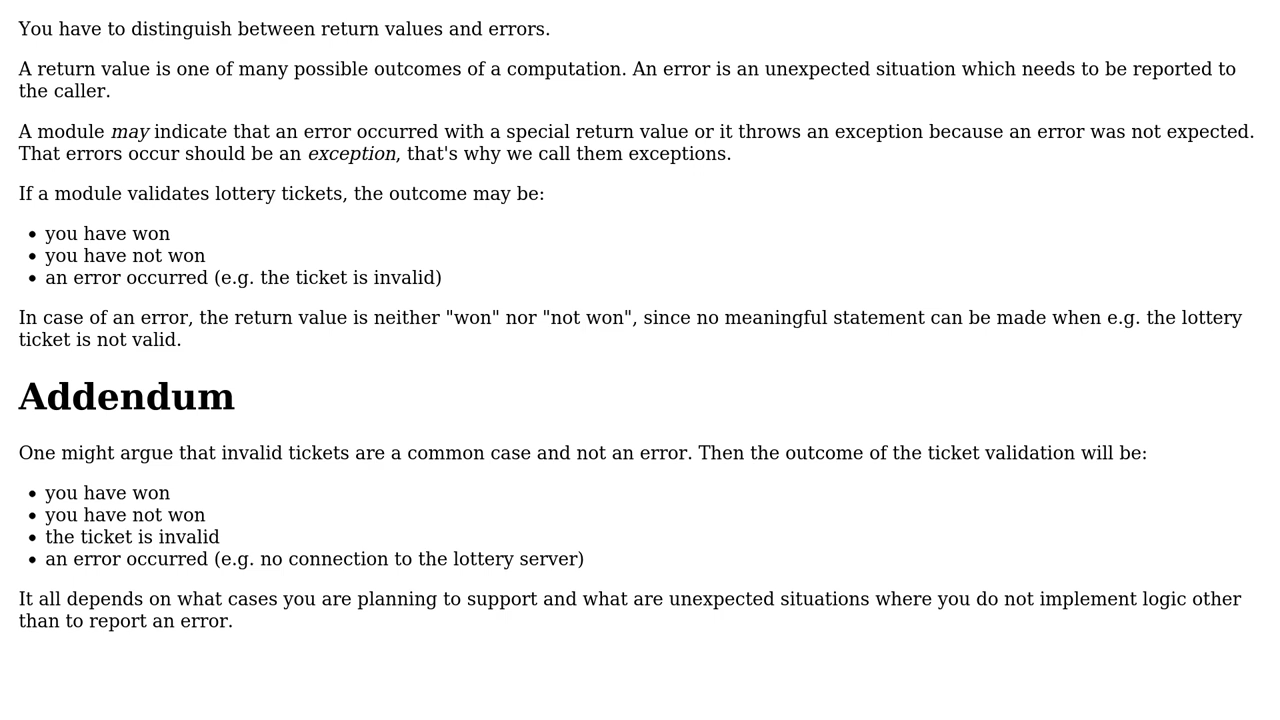 You have to distinguish between return values and errors.
A return value is one of many possible outcomes of a computation. An error is an unexpected situation which needs to be reported to
the caller.
A module may indicate that an error occurred with a special return value or it throws an exception because an error was not expected.
That errors occur should be an exception, that's why we call them exceptions.
If a module validates lottery tickets, the outcome may be:
• you have won
• you have not won
• an error occurred (e.g. the ticket is invalid)
In case of an error, the return value is neither "won" nor "not won", since no meaningful statement can be made when e.g. the lottery
ticket is not valid.
Addendum
One might argue that invalid tickets are a common case and not an error. Then the outcome of the ticket validation will be:
• you have won
• you have not won
• the ticket is invalid
• an error occurred (e.g. no connection to the lottery server)
It all depends on what cases you are planning to support and what are unexpected situations where you do not implement logic other
than to report an error.